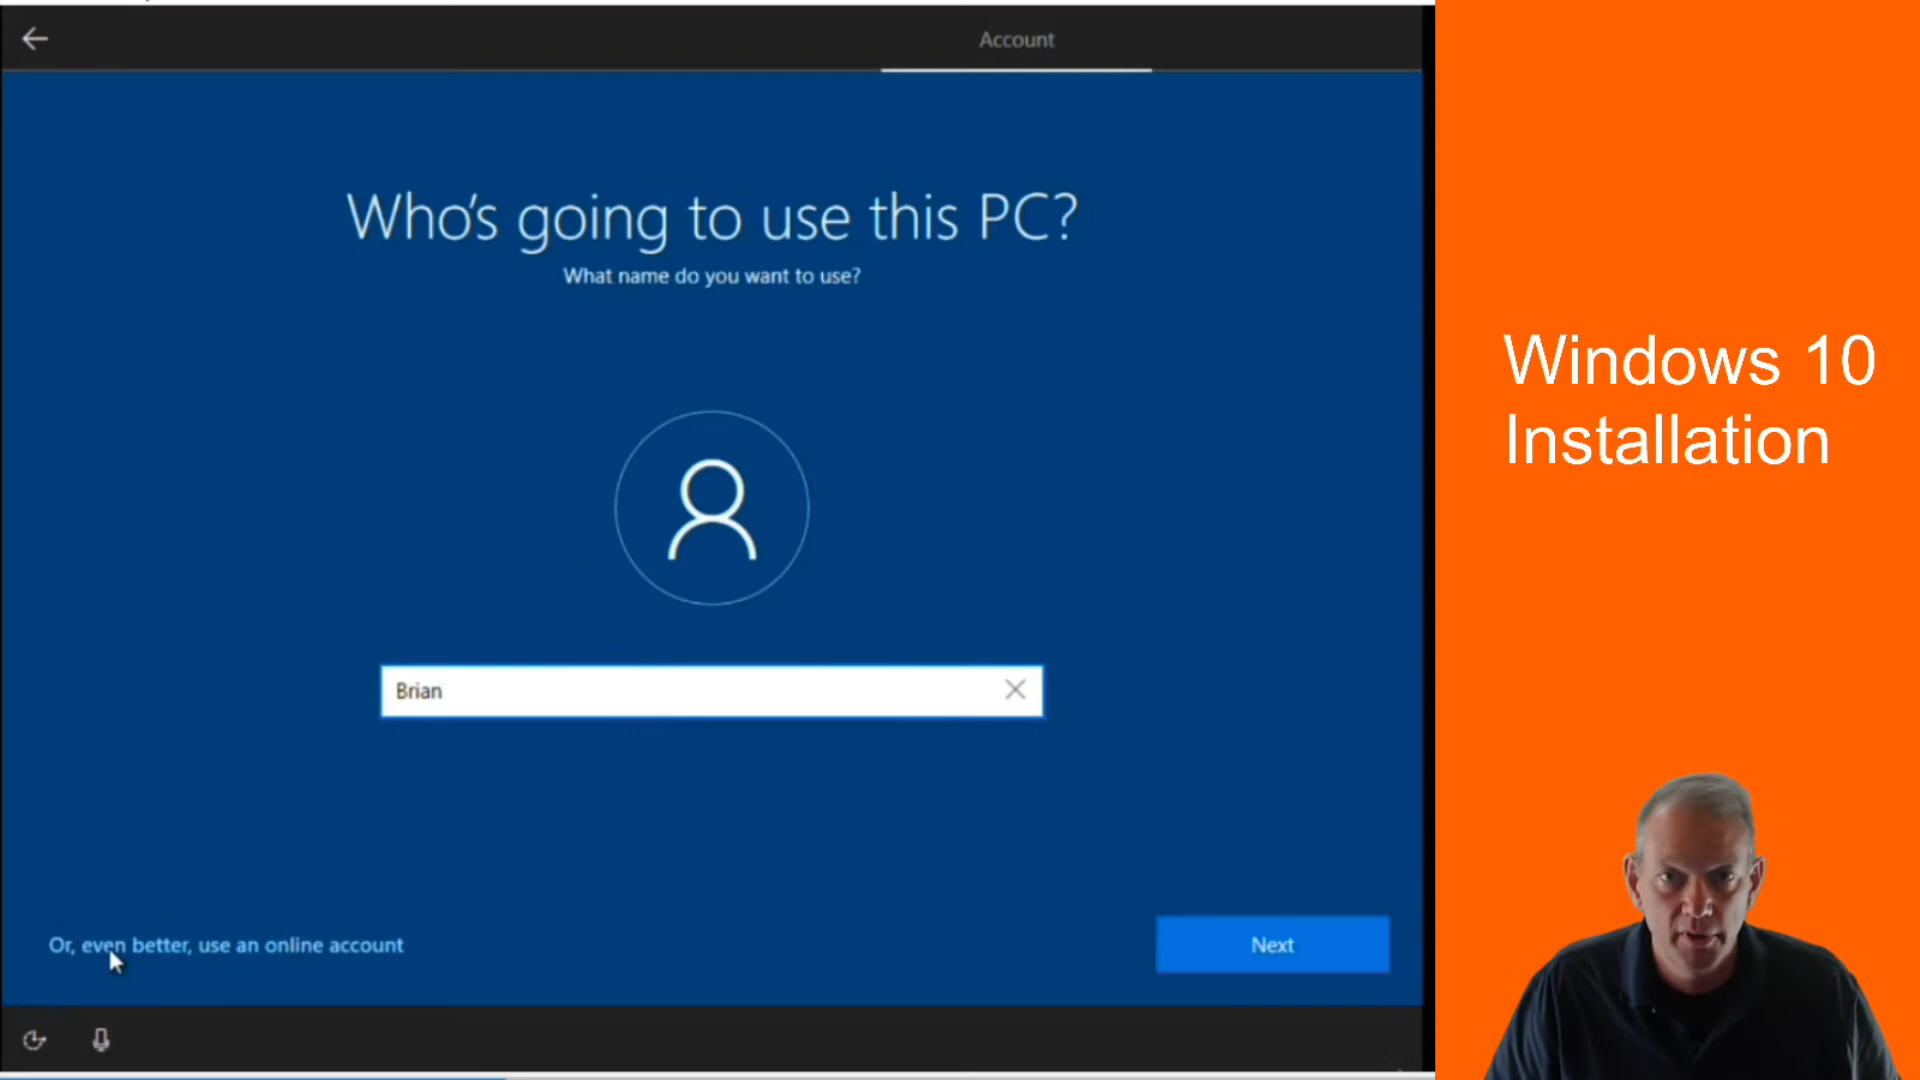 Account
Who's going to use this PC?
What name do you want to use?
Brian
Or, even better, use an online account
Next
Windows 10
Installation